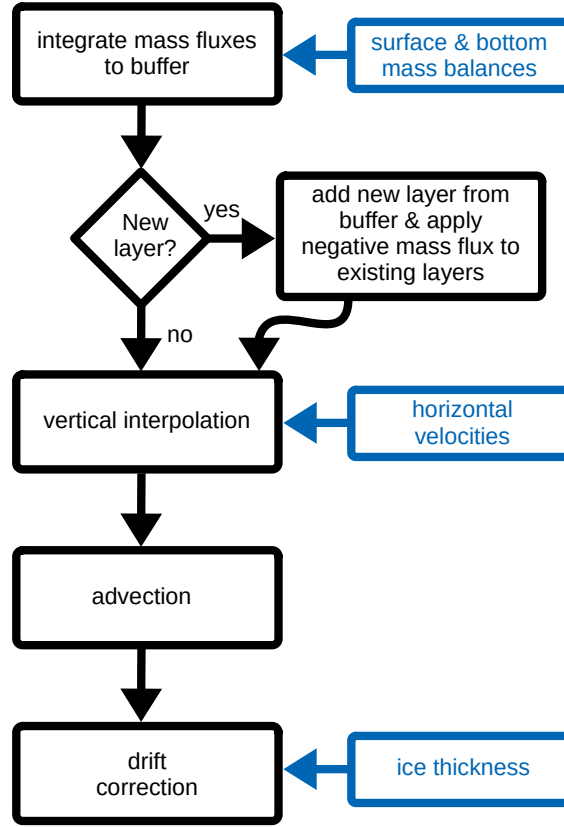 integrate mass fluxes
to buffer
surface & bottom
mass balances
New
layer?
yes
add new layer from
buffer & apply
negative mass flux to
existing layers
no
vertical interpolation
horizontal
velocities
advection
drift
correction
ice thickness